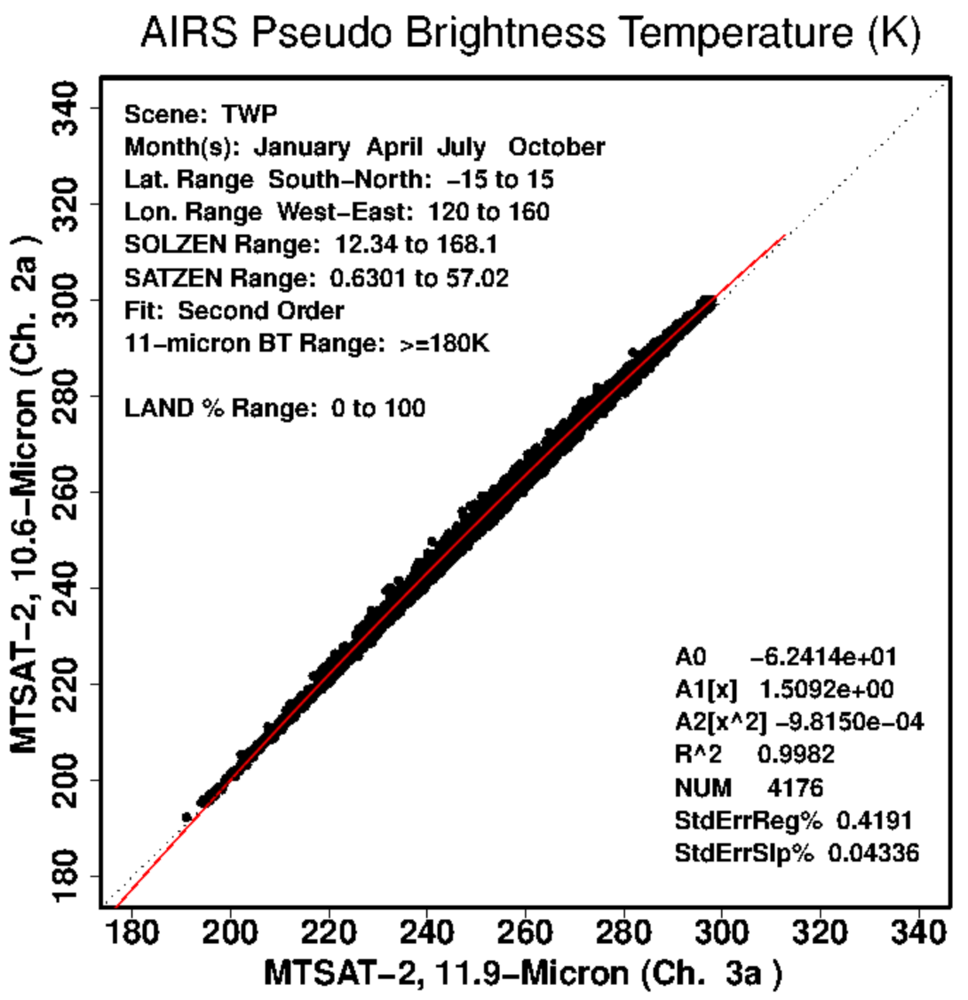 AIRS Pseudo Brightness Temperature (K)
Scene: TWP
Month(s): January April July October
Lat. Range South-North: -15 to 15
Lon. Range West-East: 120 to 160
SOLZEN Range: 12.34 to 168.1
SATZEN Range: 0.6301 to 57.02
Fit: Second Order
11-micron BT Range: >=180K
LAND % Range: 0 to 100
MTSAT-2, 10.6-Micron (Ch. 2a )
340
320
300
280
260
240
220
200
180
A0 -6.2414e+01
A1[x] 1.5092e+00
A2[x^2] -9.8150e-04
R^2 0.9982
NUM 4176
StdErrReg% 0.4191
StdErrSlp% 0.04336
180 200 220 240 260 280 300 320 340
MTSAT-2, 11.9-Micron (Ch. 3a )